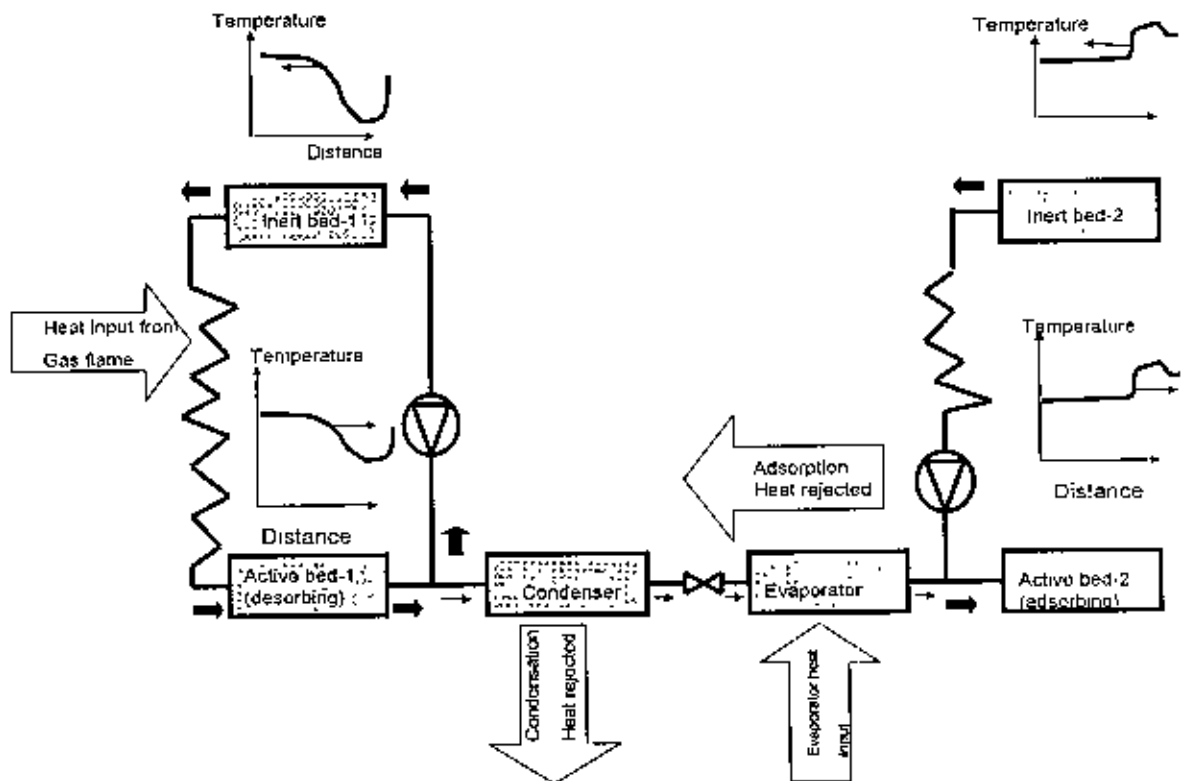 Temperature
Temperature
Distance
Inert bed-1
Inert bed-2
Heat Input from
Gas flame
Temperature
Temperature
Adsorption
Heat rejected
Distance
Distance
Active bed-1
(desorbing)
Condenser
Evaporator
Active bed-2
(adsorbing)
Condensation
Heat rejected
Evaporator heat
input